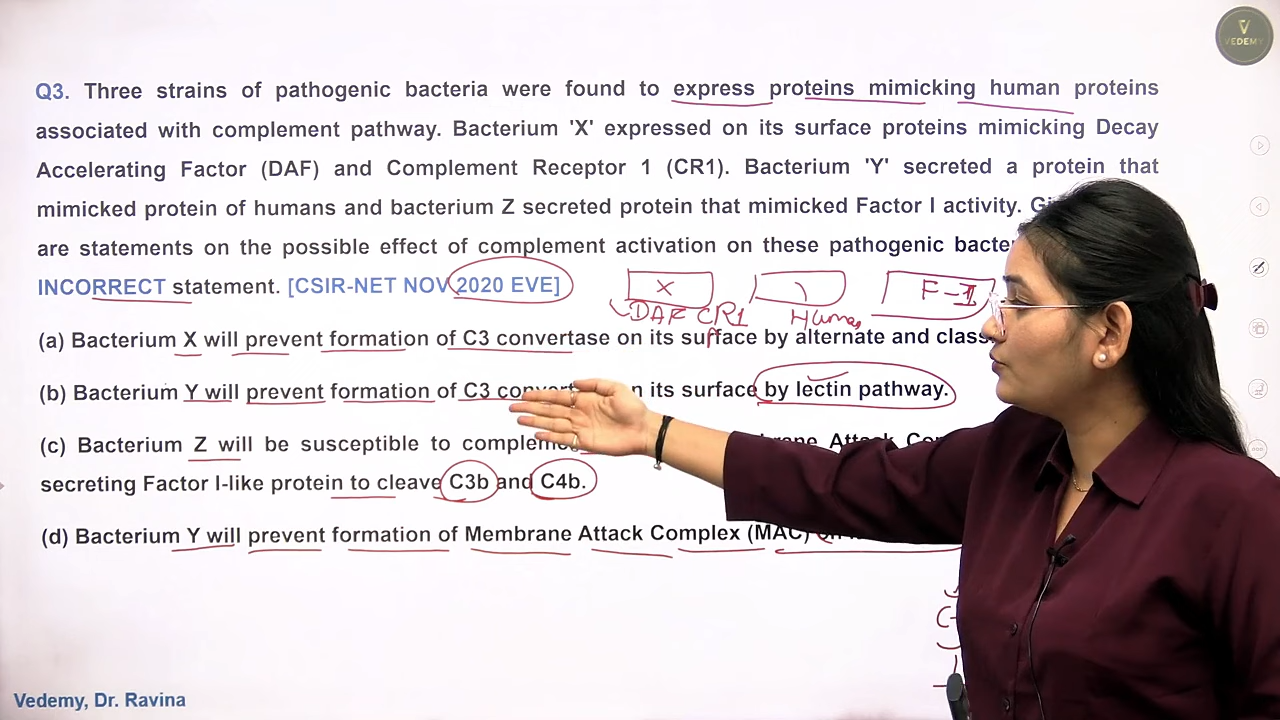 V
VEDEMY
Q3. Three strains of pathogenic bacteria were found to express proteins mimicking human proteins
associated with complement pathway. Bacterium 'X' expressed on its surface proteins mimicking Decay
Accelerating Factor (DAF) and Complement Receptor 1 (CR1). Bacterium 'Y' secreted a protein that
mimicked protein of humans and bacterium Z secreted protein that mimicked Factor I activity.
are statements on the possible effect of complement activation on these pathogenic
INCORRECT statement. [CSIR-NET NOV 2020 EVE]
X F-I
DAF CR1
(a) Bacterium X will prevent formation of C3 convertase on its surface by alternate and
(b) Bacterium Y will prevent formation of C3 its surface by lectin pathway.
(c) Bacterium Z will be susceptible to Attack
secreting Factor I-like protein to cleave C3b and C4b.
(d) Bacterium Y will prevent formation of Membrane Attack Complex (MAC)
Vedemy, Dr. Ravina